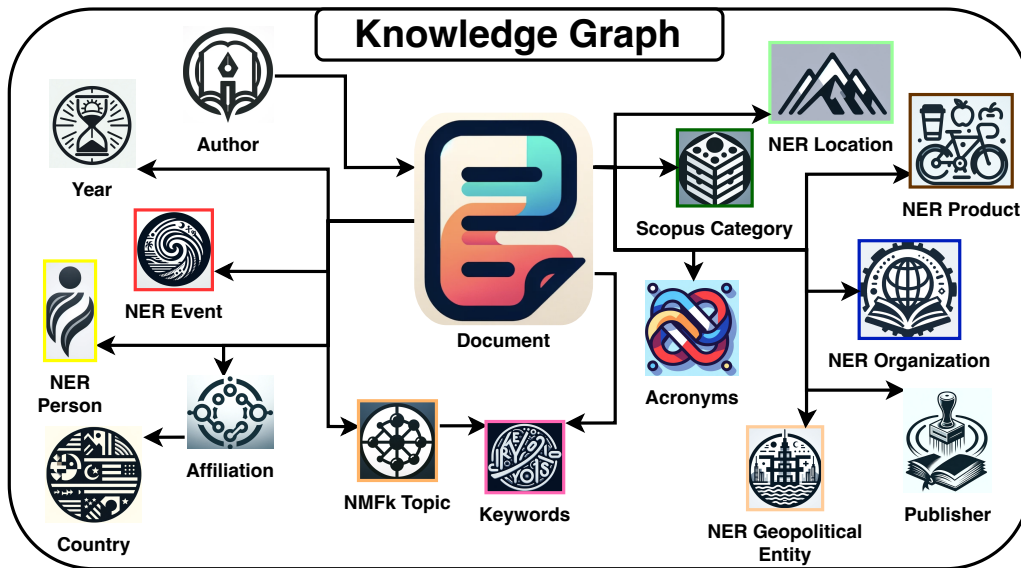 Knowledge Graph
Author
NER Location
Year
NER Product
Scopus Category
NER Event
Document
NER Organization
NER
Person
Acronyms
Affiliation
NMFk Topic
Keywords
Publisher
NER Geopolitical
Entity
Country